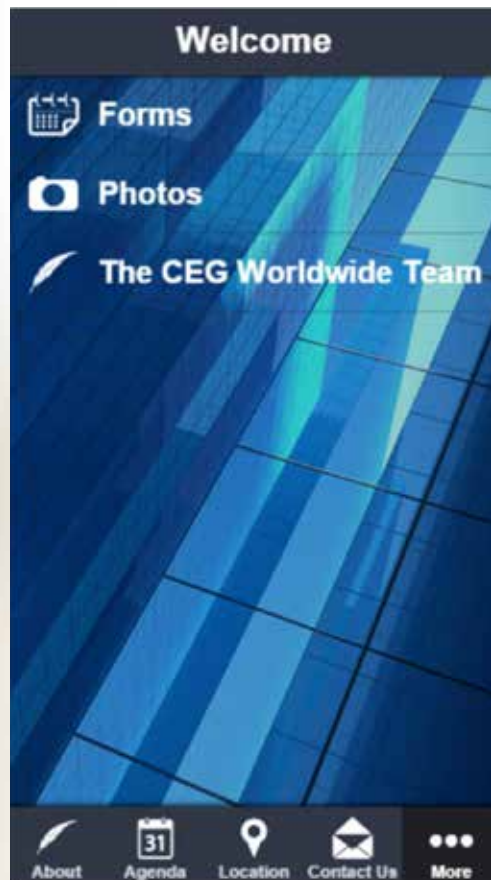 Welcome
Forms
Photos
The CEG Worldwide Team
31
About Agenda Location Contact Us More